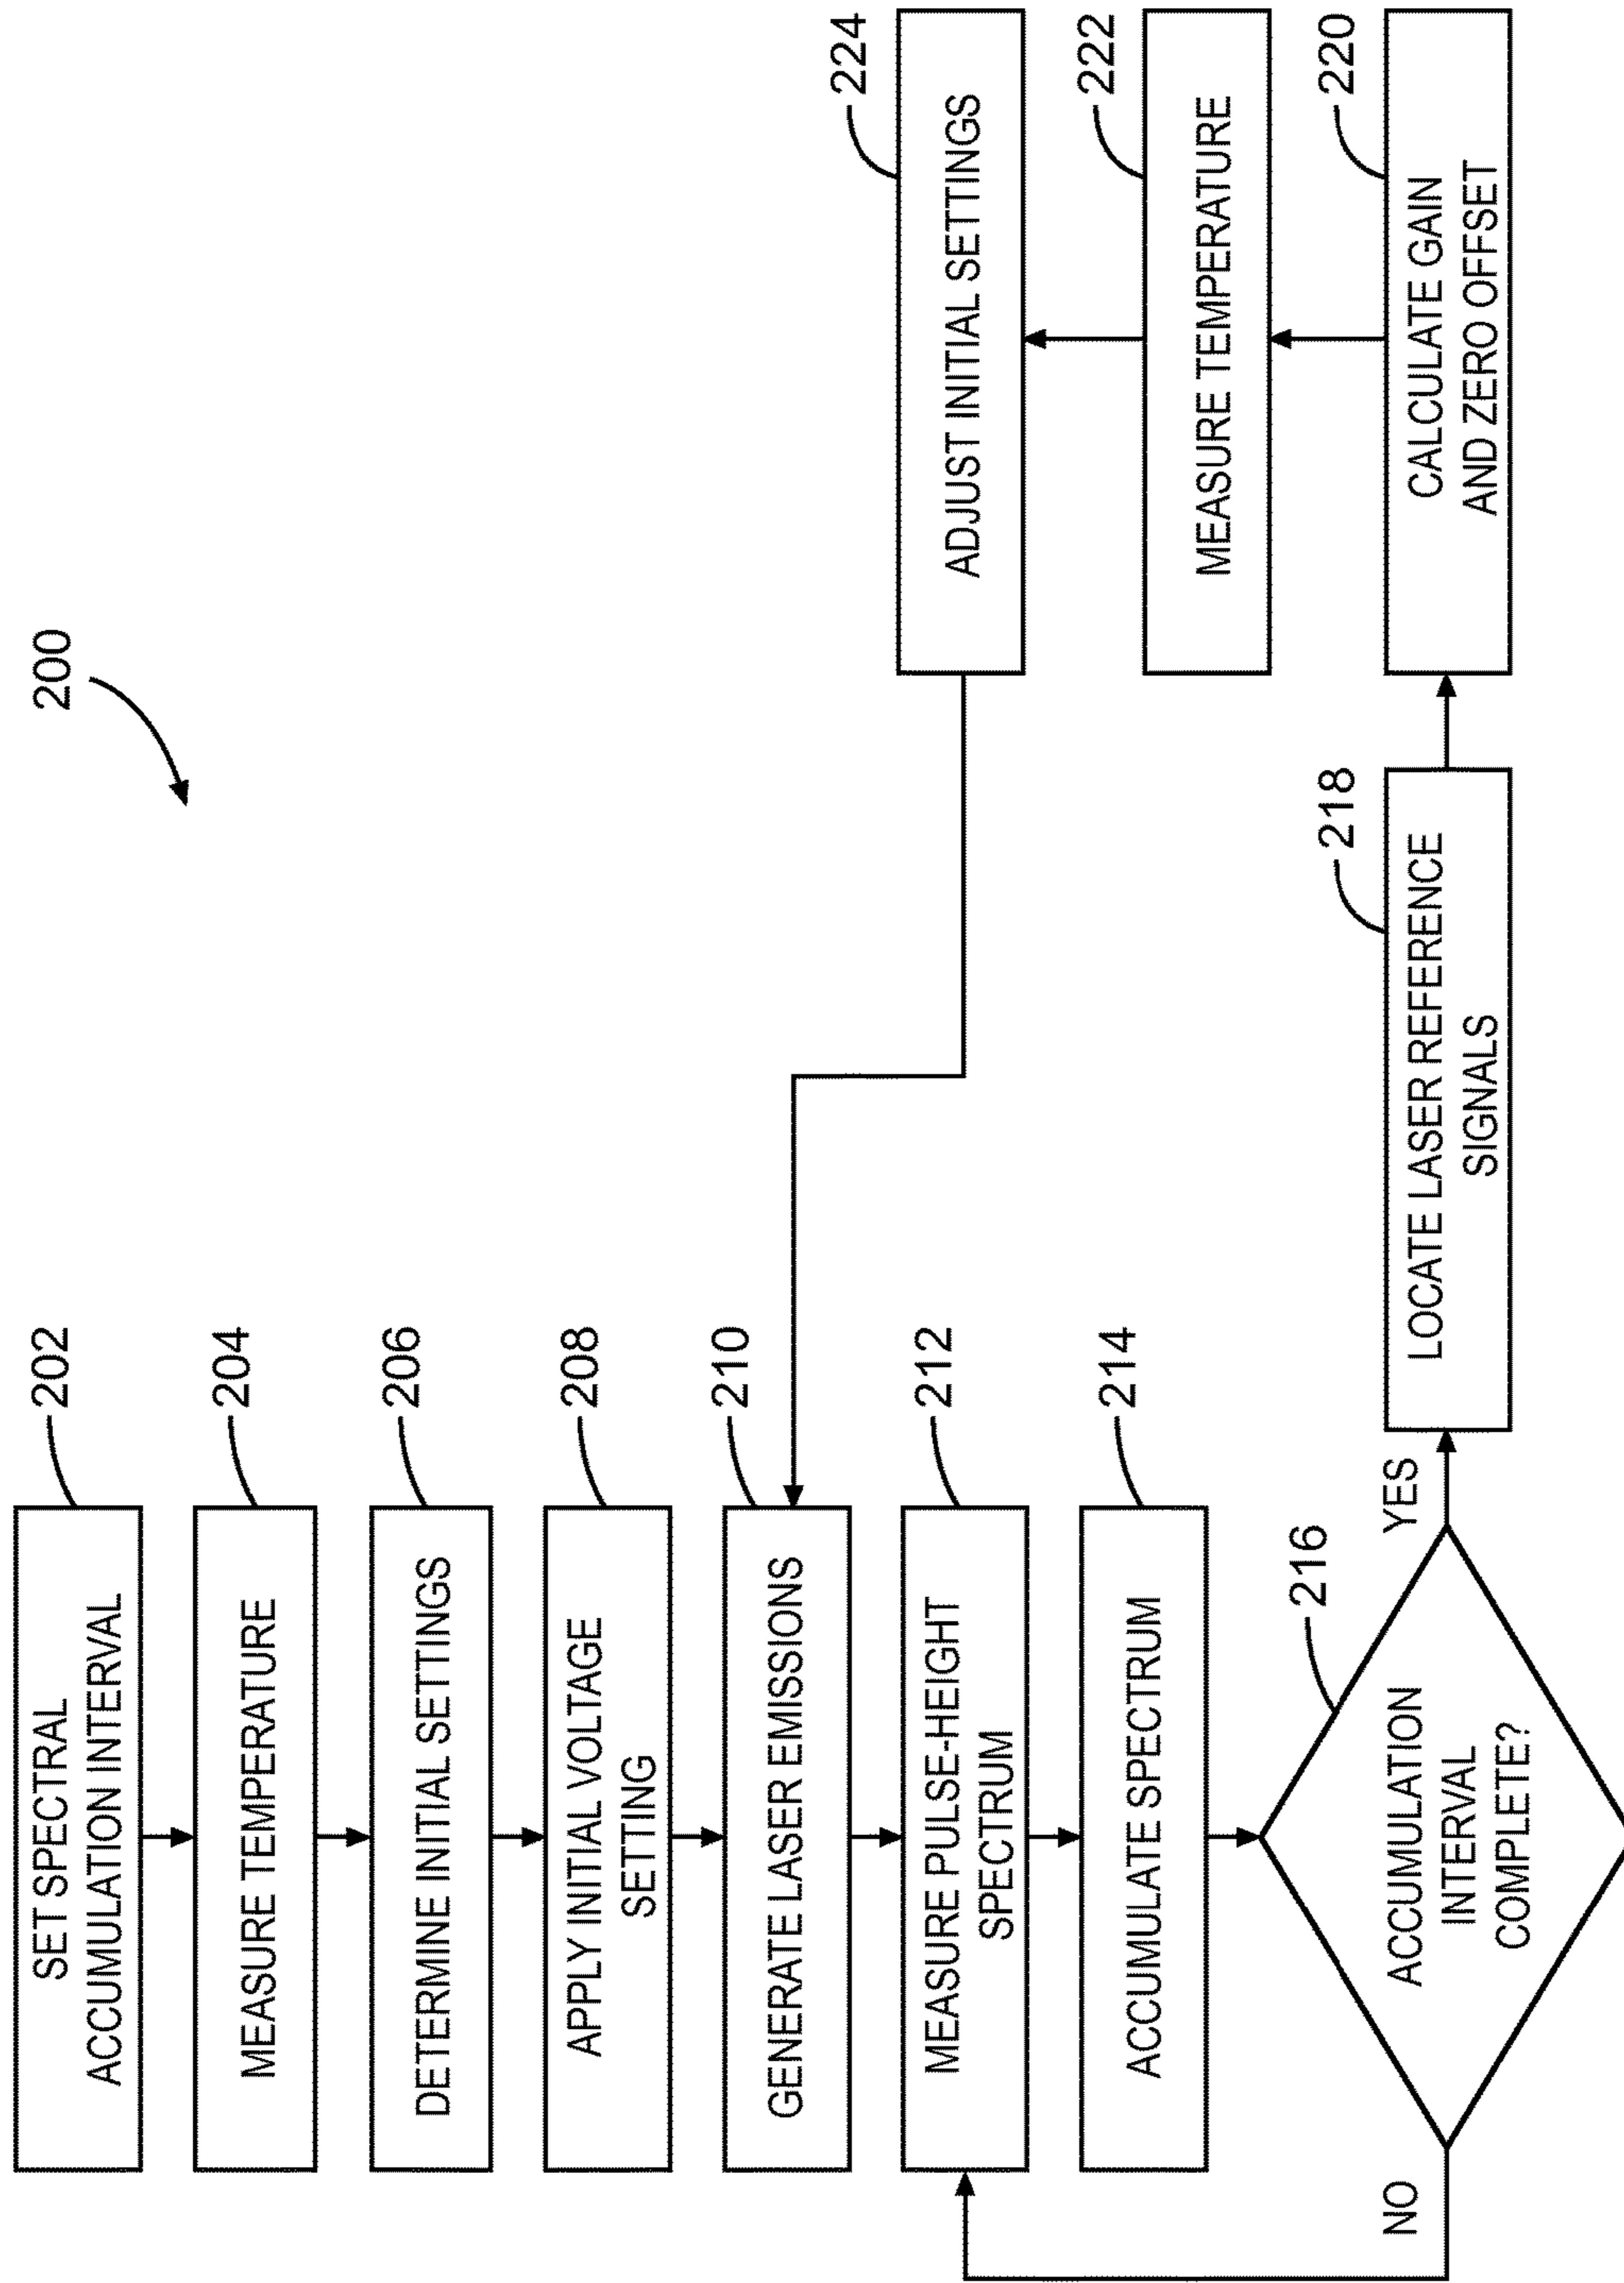 200
SET SPECTRAL
ACCUMULATION INTERVAL
202
MEASURE TEMPERATURE
204
DETERMINE INITIAL SETTINGS
206
APPLY INITIAL VOLTAGE
SETTING
208
GENERATE LASER EMISSIONS
210
MEASURE PULSE-HEIGHT
SPECTRUM
212
ACCUMULATE SPECTRUM
214
ACCUMULATION
INTERVAL
COMPLETE?
216
NO
YES
LOCATE LASER REFERENCE
SIGNALS
218
CALCULATE GAIN
AND ZERO OFFSET
220
MEASURE TEMPERATURE
222
ADJUST INITIAL SETTINGS
224